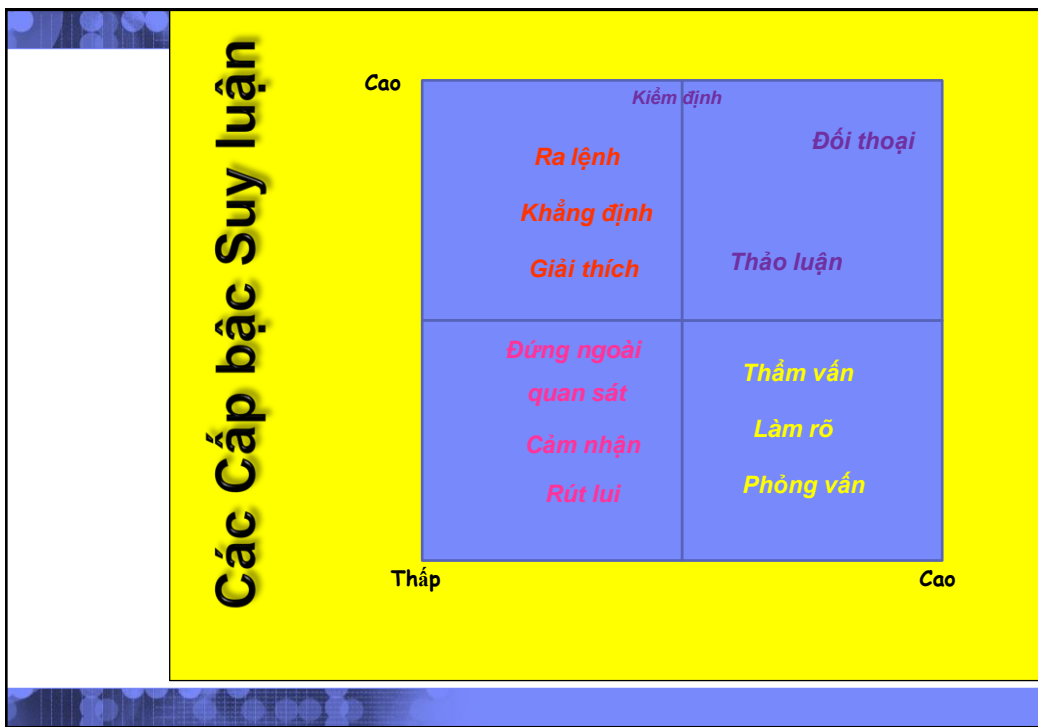 Các Cấp bậc Suy luận
Cao
Kiểm định
Ra lệnh
Khẳng định
Giải thích
Đối thoại
Thảo luận
Đứng ngoài
quan sát
Cảm nhận
Rút lui
Thẩm vấn
Làm rõ
Phỏng vấn
Thấp
Cao